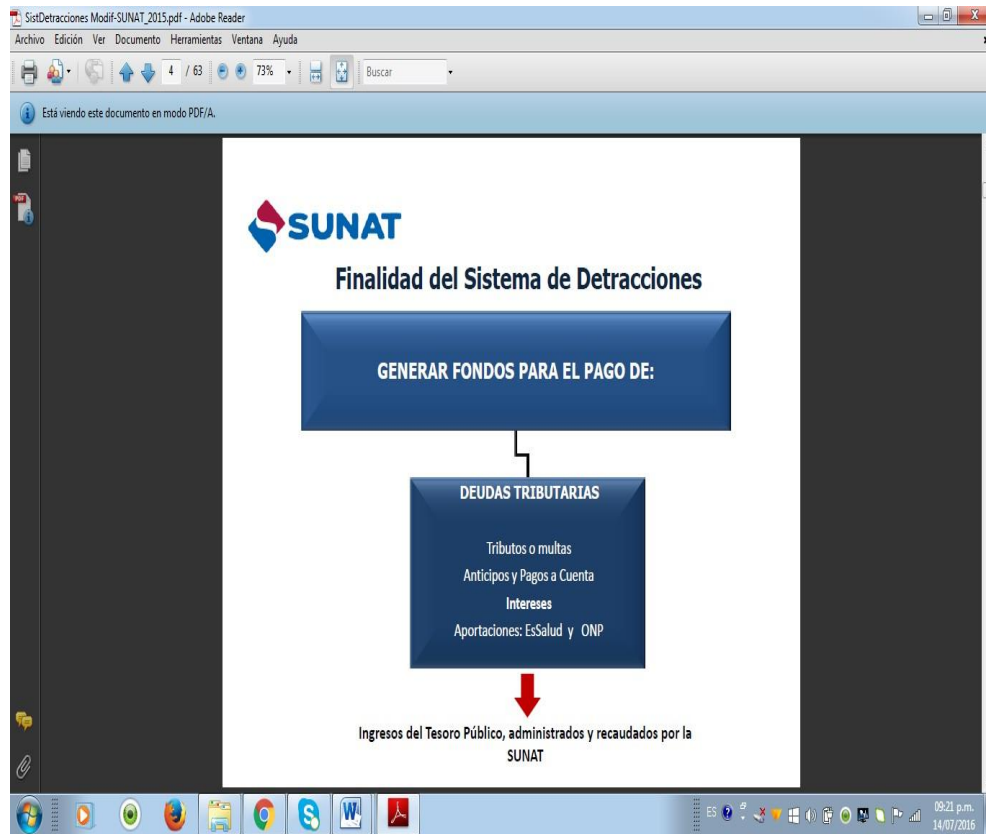 SistDetracciones Modif-SUNAT_2015.pdf - Adobe Reader
Archivo Edición Ver Documento Herramientas Ventana Ayuda
4 / 63 73% Buscar
Está viendo este documento en modo PDF/A.
SUNAT
Finalidad del Sistema de Detracciones
GENERAR FONDOS PARA EL PAGO DE:
DEUDAS TRIBUTARIAS
Tributos o multas
Anticipos y Pagos a Cuenta
Intereses
Aportaciones: EsSalud y ONP
Ingresos del Tesoro Público, administrados y recaudados por la
SUNAT
ES 09:21 p.m.
14/07/2016